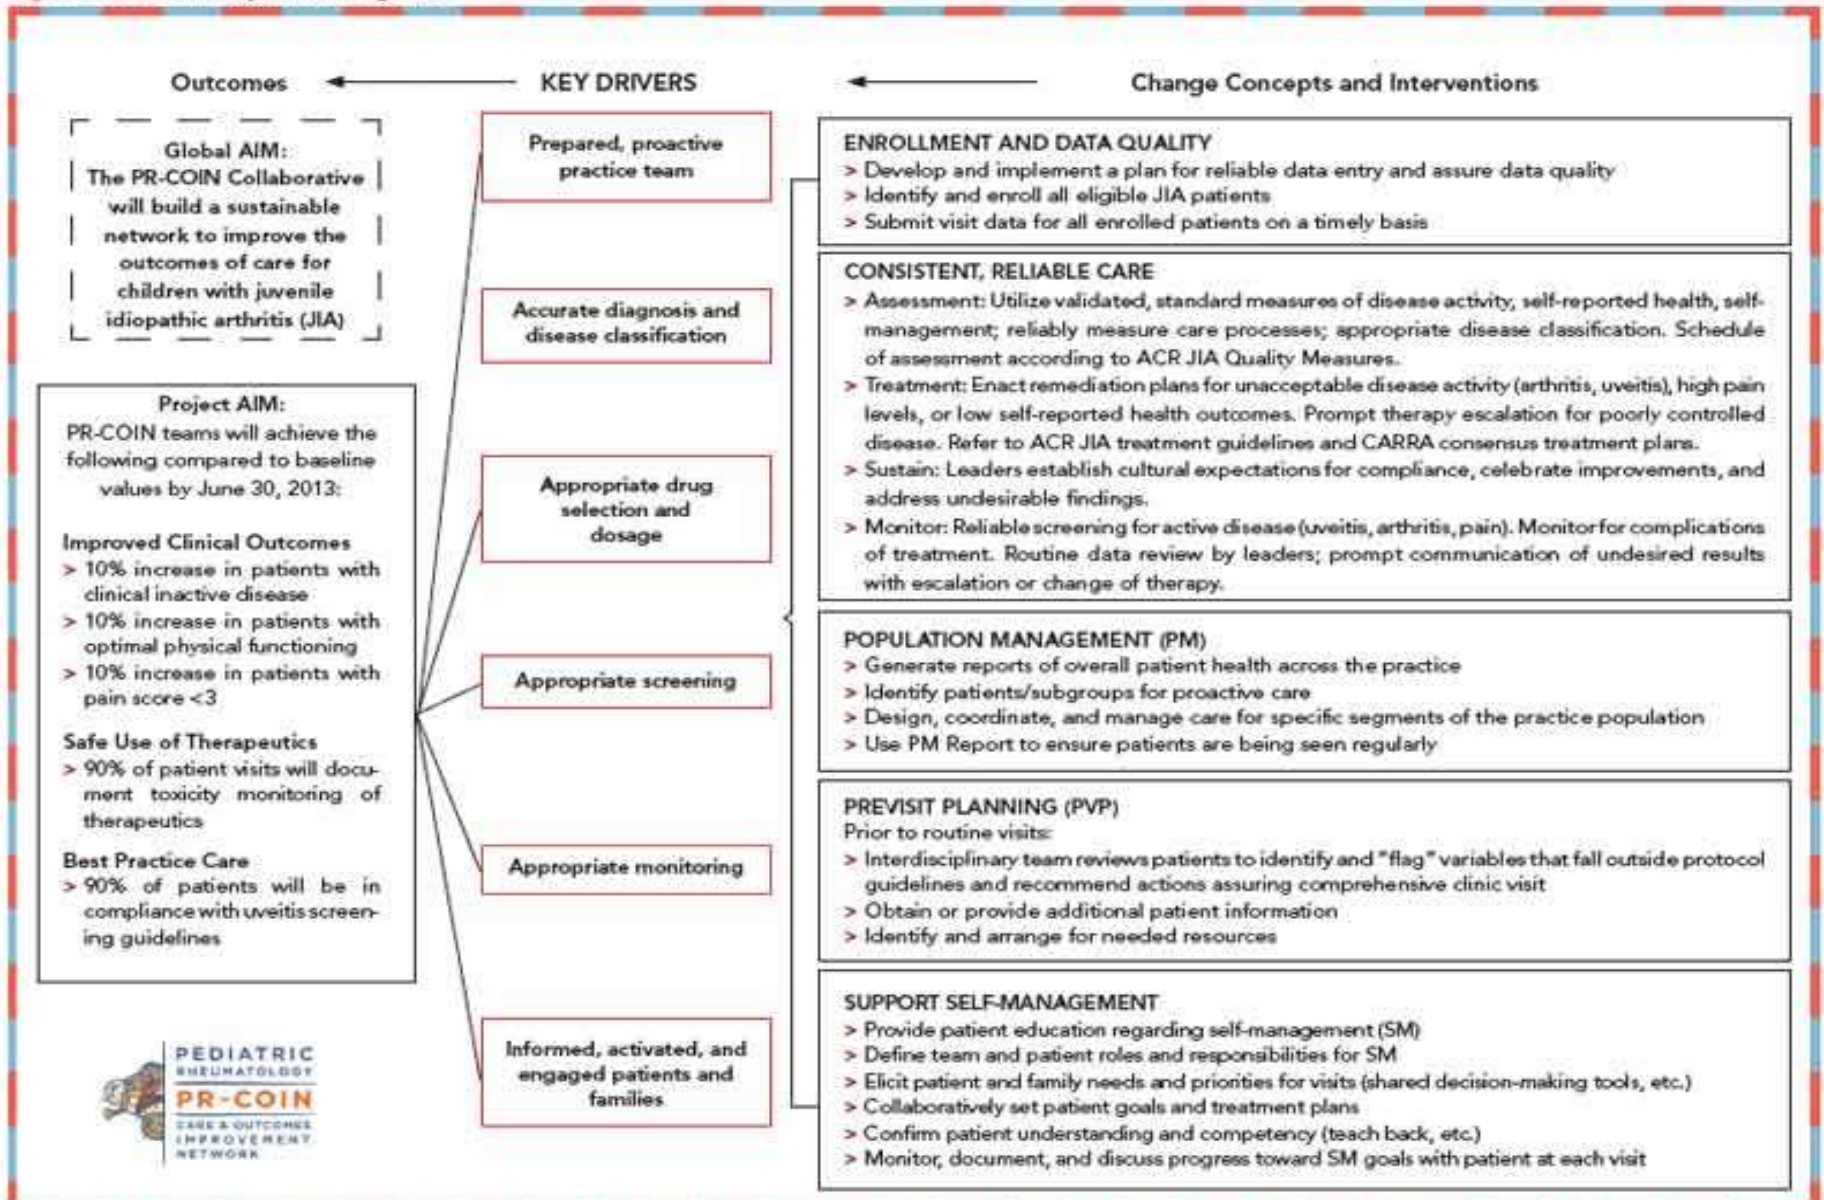 Outcomes
KEY DRIVERS
Change Concepts and Interventions
Global AIM:
The PR-COIN Collaborative
will build a sustainable
network to improve the
outcomes of care for
children with juvenile
idiopathic arthritis (JIA)
Project AIM:
PR-COIN teams will achieve the
following compared to baseline
values by June 30, 2013:
Improved Clinical Outcomes
> 10% increase in patients with
clinical inactive disease
> 10% increase in patients with
optimal physical functioning
> 10% increase in patients with
pain score <3
Safe Use of Therapeutics
> 90% of patient visits will docu-
ment toxicity monitoring of
therapeutics
Best Practice Care
> 90% of patients will be in
compliance with uveitis screen-
ing guidelines
PEDIATRIC
RHEUMATOLOGY
PR-COIN
CARE & OUTCOMES
IMPROVEMENT
NETWORK
Prepared, proactive
practice team
Accurate diagnosis and
disease classification
Appropriate drug
selection and
dosage
Appropriate screening
Appropriate monitoring
Informed, activated, and
engaged patients and
families
ENROLLMENT AND DATA QUALITY
> Develop and implement a plan for reliable data entry and assure data quality
> Identify and enroll all eligible JIA patients
> Submit visit data for all enrolled patients on a timely basis
CONSISTENT, RELIABLE CARE
> Assessment: Utilize validated, standard measures of disease activity, self-reported health, self-
management; reliably measure care processes; appropriate disease classification. Schedule
of assessment according to ACR JIA Quality Measures.
> Treatment: Enact remediation plans for unacceptable disease activity (arthritis, uveitis), high pain
levels, or low self-reported health outcomes. Prompt therapy escalation for poorly controlled
disease. Refer to ACR JIA treatment guidelines and CARRA consensus treatment plans.
> Sustain: Leaders establish cultural expectations for compliance, celebrate improvements, and
address undesirable findings.
> Monitor: Reliable screening for active disease (uveitis, arthritis, pain). Monitor for complications
of treatment. Routine data review by leaders; prompt communication of undesired results
with escalation or change of therapy.
POPULATION MANAGEMENT (PM)
> Generate reports of overall patient health across the practice
> Identify patients/subgroups for proactive care
> Design, coordinate, and manage care for specific segments of the practice population
> Use PM Report to ensure patients are being seen regularly
PREVISIT PLANNING (PVP)
Prior to routine visits:
> Interdisciplinary team reviews patients to identify and "flag" variables that fall outside protocol
guidelines and recommend actions assuring comprehensive clinic visit
> Obtain or provide additional patient information
> Identify and arrange for needed resources
SUPPORT SELF-MANAGEMENT
> Provide patient education regarding self-management (SM)
> Define team and patient roles and responsibilities for SM
> Elicit patient and family needs and priorities for visits (shared decision-making tools, etc.)
> Collaboratively set patient goals and treatment plans
> Confirm patient understanding and competency (teach back, etc.)
> Monitor, document, and discuss progress toward SM goals with patient at each visit